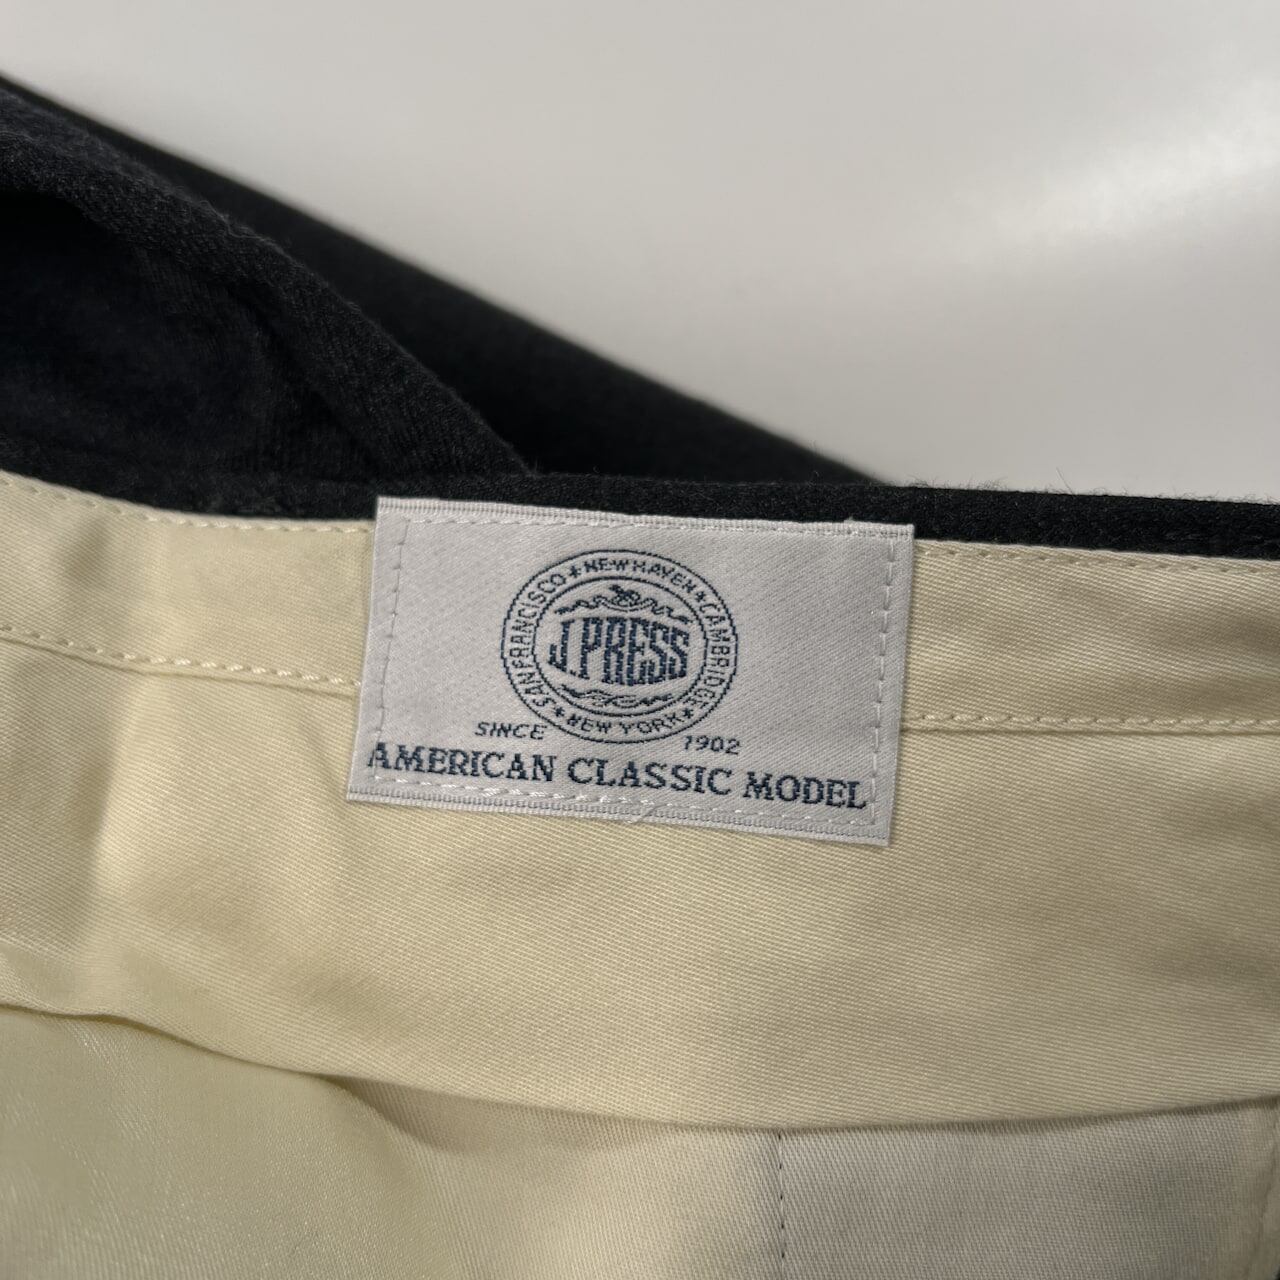 SAN FRANCISCO ★ NEW HAVEN ★ CAMBRIDGE ★ NEW YORK ★
J.PRESS
SINCE 1902
AMERICAN CLASSIC MODEL